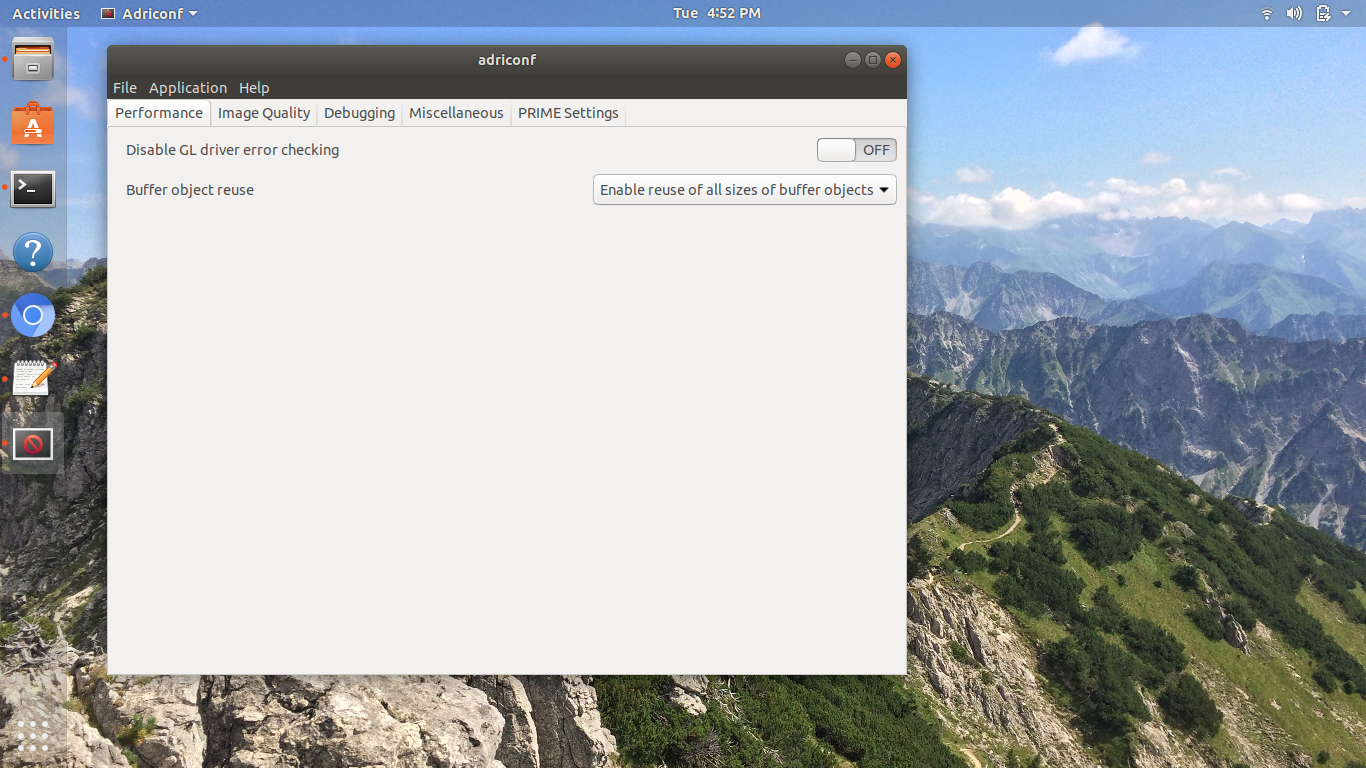 Activities Adriconf Tue 4:52 PM
adriconf
File Application Help
Performance Image Quality Debugging Miscellaneous PRIME Settings
Disable GL driver error checking OFF
Buffer object reuse Enable reuse of all sizes of buffer objects